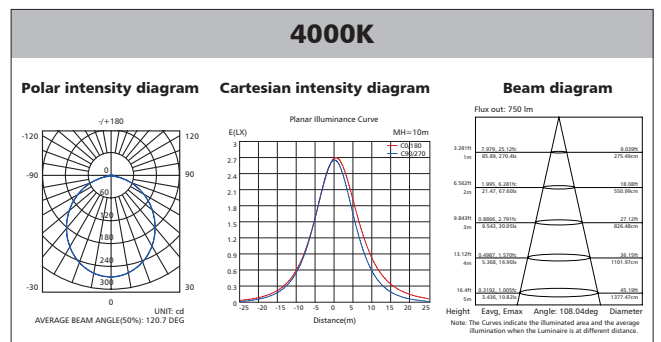 4000K
Polar intensity diagram
Cartesian intensity diagram
Beam diagram
-/+180
-120
120
-90
90
-30
30
0
0
60
120
180
240
300
UNIT: cd
AVERAGE BEAM ANGLE(50%): 120.7 DEG
Planar Illuminance Curve
E(LX)
MH=10m
C0/180
C90/270
3
2.7
2.4
2.1
1.8
1.5
1.2
0.9
0.6
0.3
0
-25 -20 -15 -10 -5 0 5 10 15 20 25
Distance(m)
Flux out: 750 lm
3.281ft 7.979, 25.12fc 9.039ft
1m 85.89, 270.4lx 275.49cm
6.562ft 1.995, 6.281fc 18.08ft
2m 21.47, 67.60lx 550.99cm
9.843ft 0.8866, 2.791fc 27.12ft
3m 9.543, 30.05lx 826.48cm
13.12ft 0.4987, 1.570fc 36.15ft
4m 5.368, 16.90lx 1101.97cm
16.4ft 0.3192, 1.005fc 45.19ft
5m 3.436, 10.82lx 1377.47cm
Height Eavg, Emax Angle: 108.04deg Diameter
Note: The Curves indicate the illuminated area and the average
illumination when the Luminaire is at different distance.